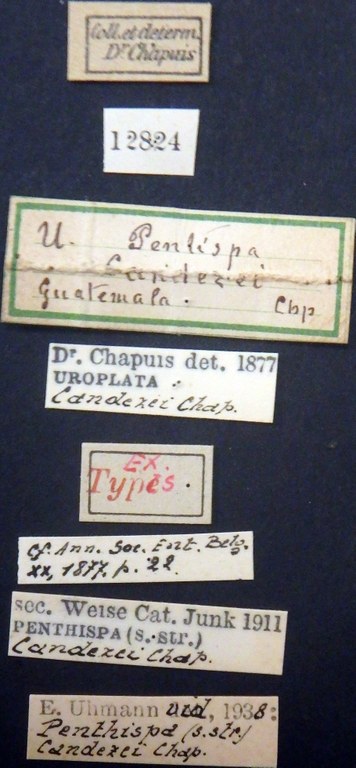 Coll. et determ.
Dr. Chapuis
12824
U. Pentispa
Candezei
Guatemala. Chp
Dr. Chapuis det. 1877
UROPLATA :
Candezei Chap.
Ex.
Types.
Cf. Ann. Soc. Ent. Belg.
XX, 1877, p. 22.
sec. Weise Cat. Junk 1911
PENTHISPA (s. str.)
Candezei Chap.
E. Uhmann vid., 1938:
Penthispa (s. str.)
Candezei Chap.